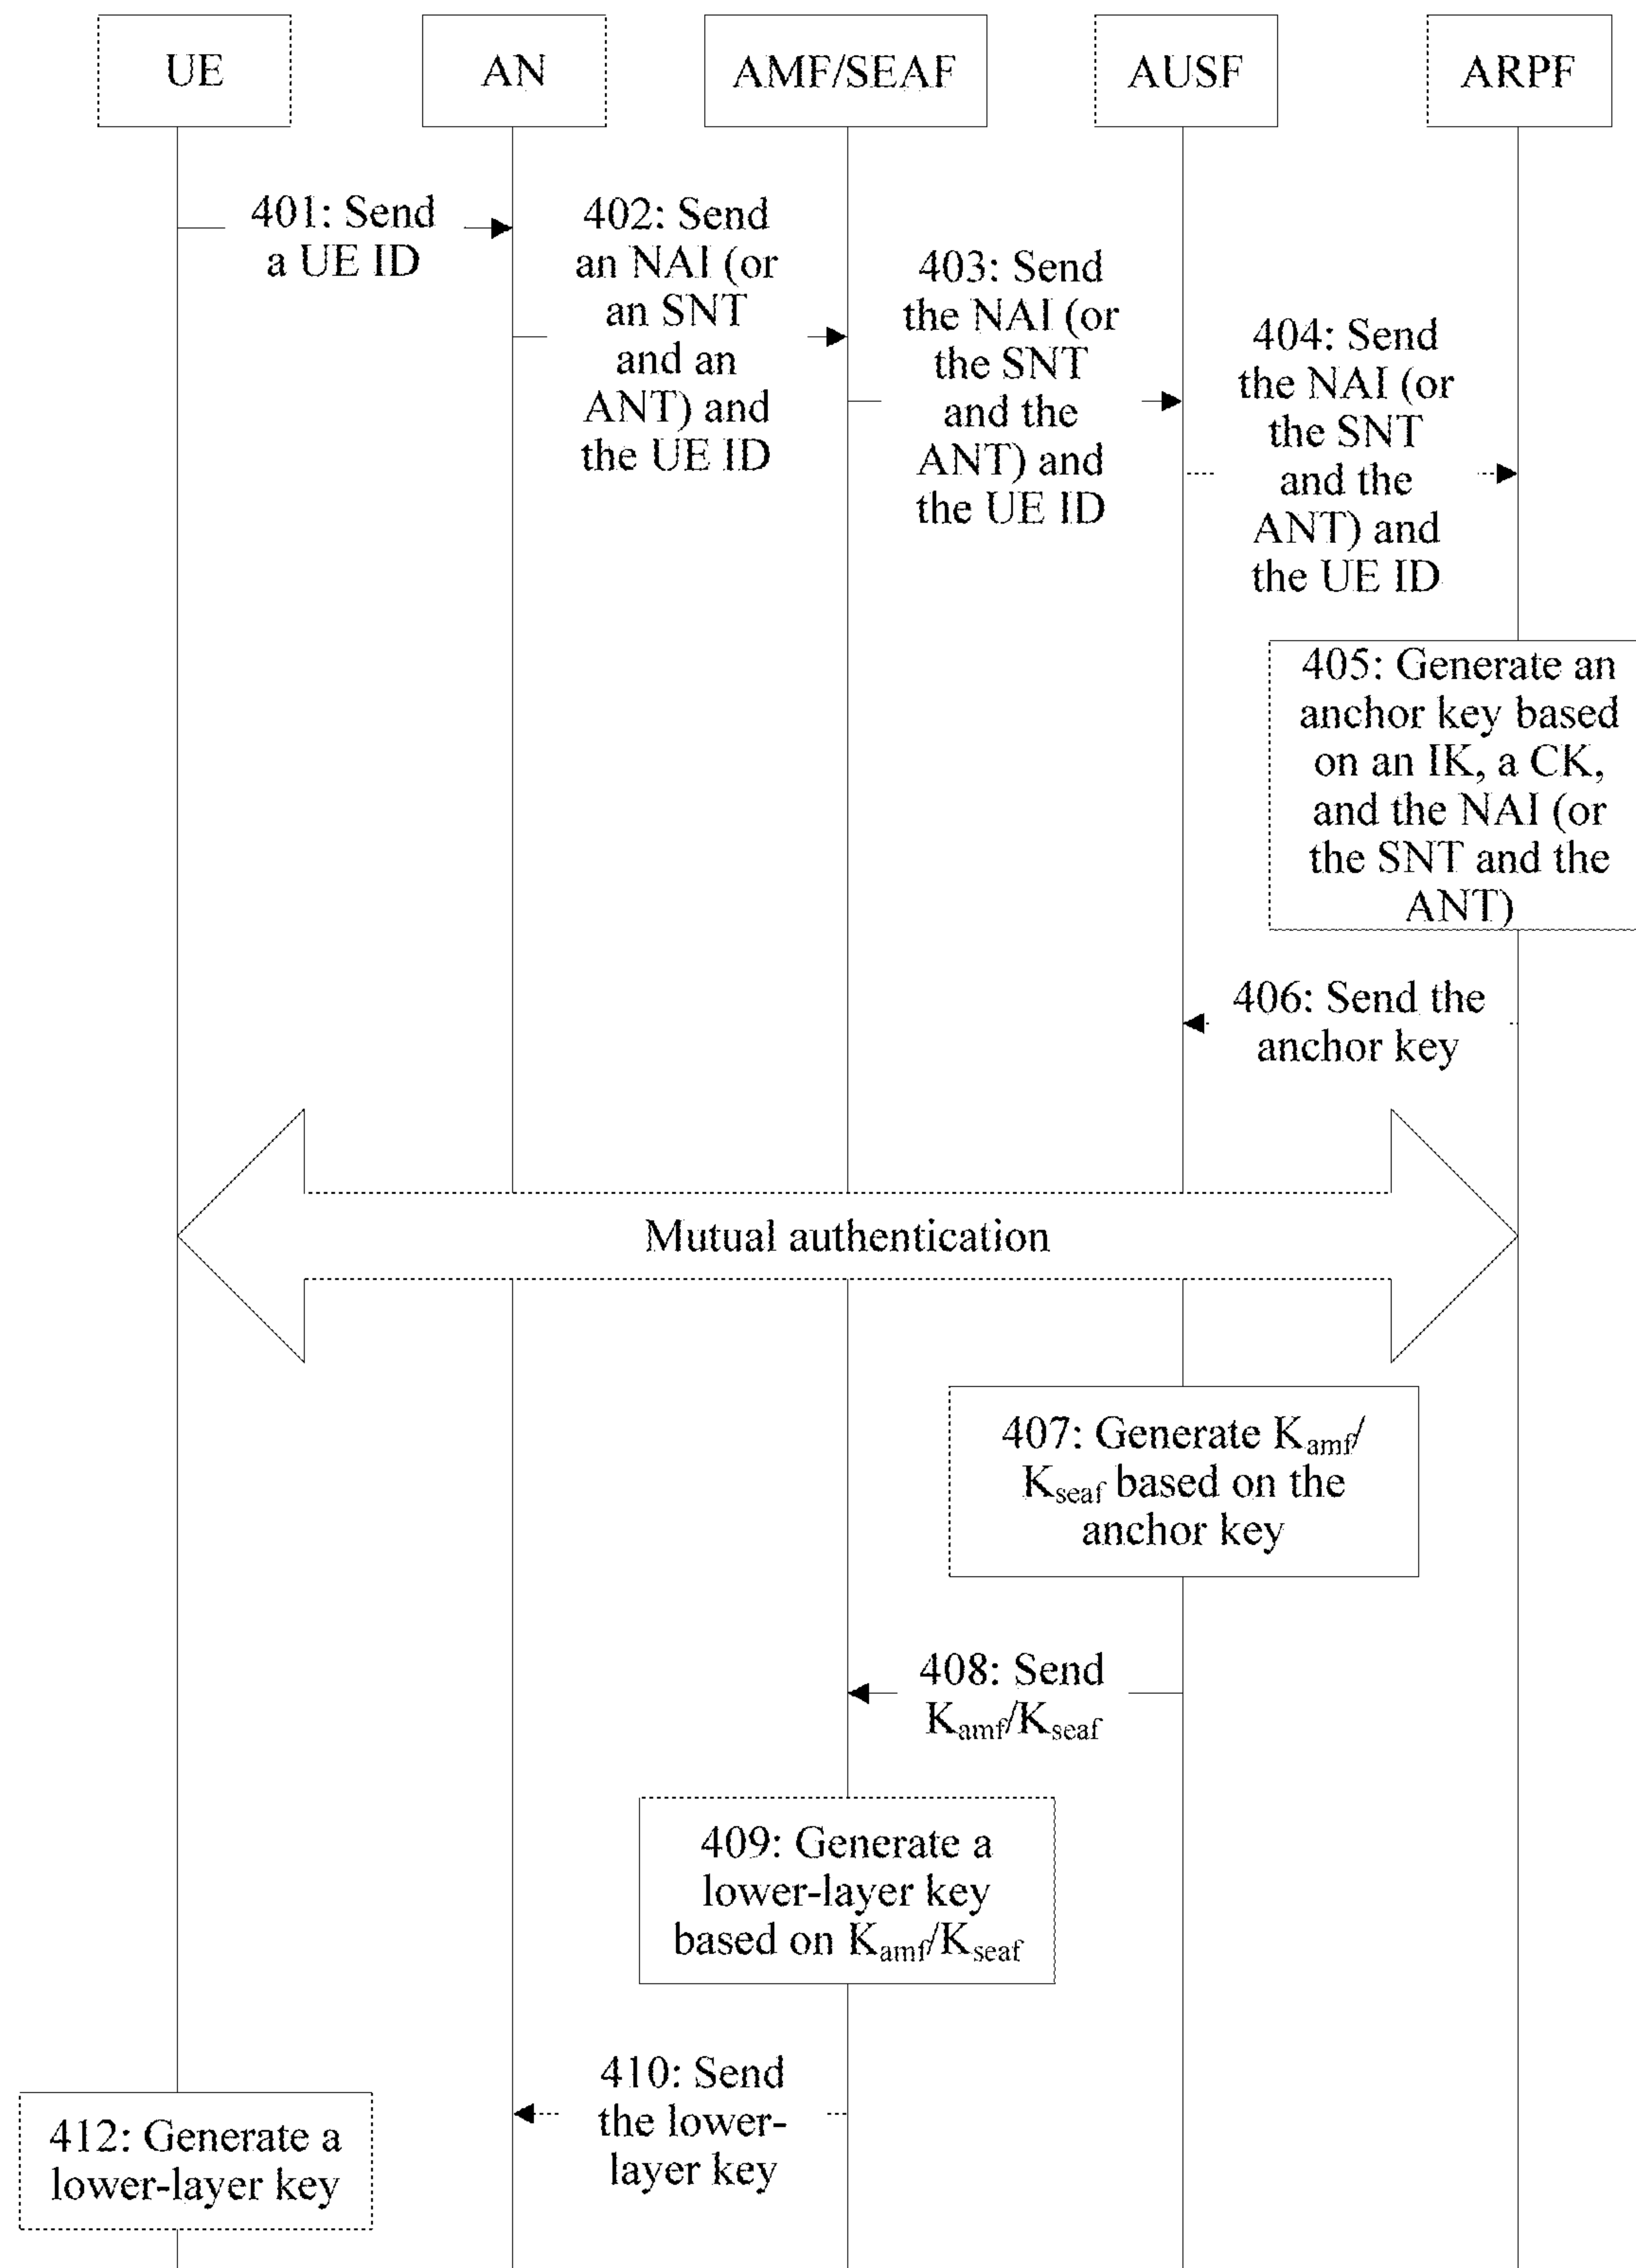 UE
AN
AMF/SEAF
AUSF
ARPF
401: Send
a UE ID
402: Send
an NAI (or
an SNT
and an
ANT) and
the UE ID
403: Send
the NAI (or
the SNT
and the
ANT) and
the UE ID
404: Send
the NAI (or
the SNT
and the
ANT) and
the UE ID
405: Generate an
anchor key based
on an IK, a CK,
and the NAI (or
the SNT and the
ANT)
406: Send the
anchor key
Mutual authentication
407: Generate Kamf/
Kseaf based on the
anchor key
408: Send
Kamf/Kseaf
409: Generate a
lower-layer key
based on Kamf/Kseaf
410: Send
the lower-
layer key
412: Generate a
lower-layer key